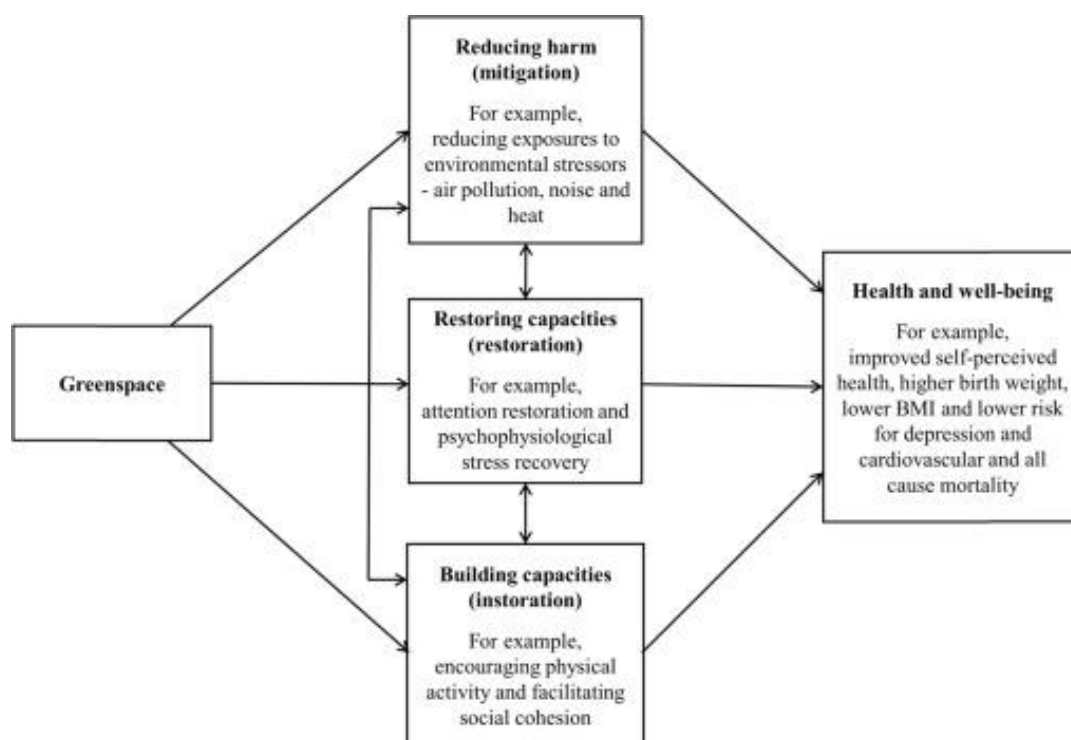 Reducing harm
(mitigation)
For example,
reducing exposures to
environmental stressors
- air pollution, noise and
heat
Greenspace
Restoring capacities
(restoration)
For example,
attention restoration and
psychophysiological
stress recovery
Building capacities
(instoration)
For example,
encouraging physical
activity and facilitating
social cohesion
Health and well-being
For example,
improved self-perceived
health, higher birth weight,
lower BMI and lower risk
for depression and
cardiovascular and all
cause mortality